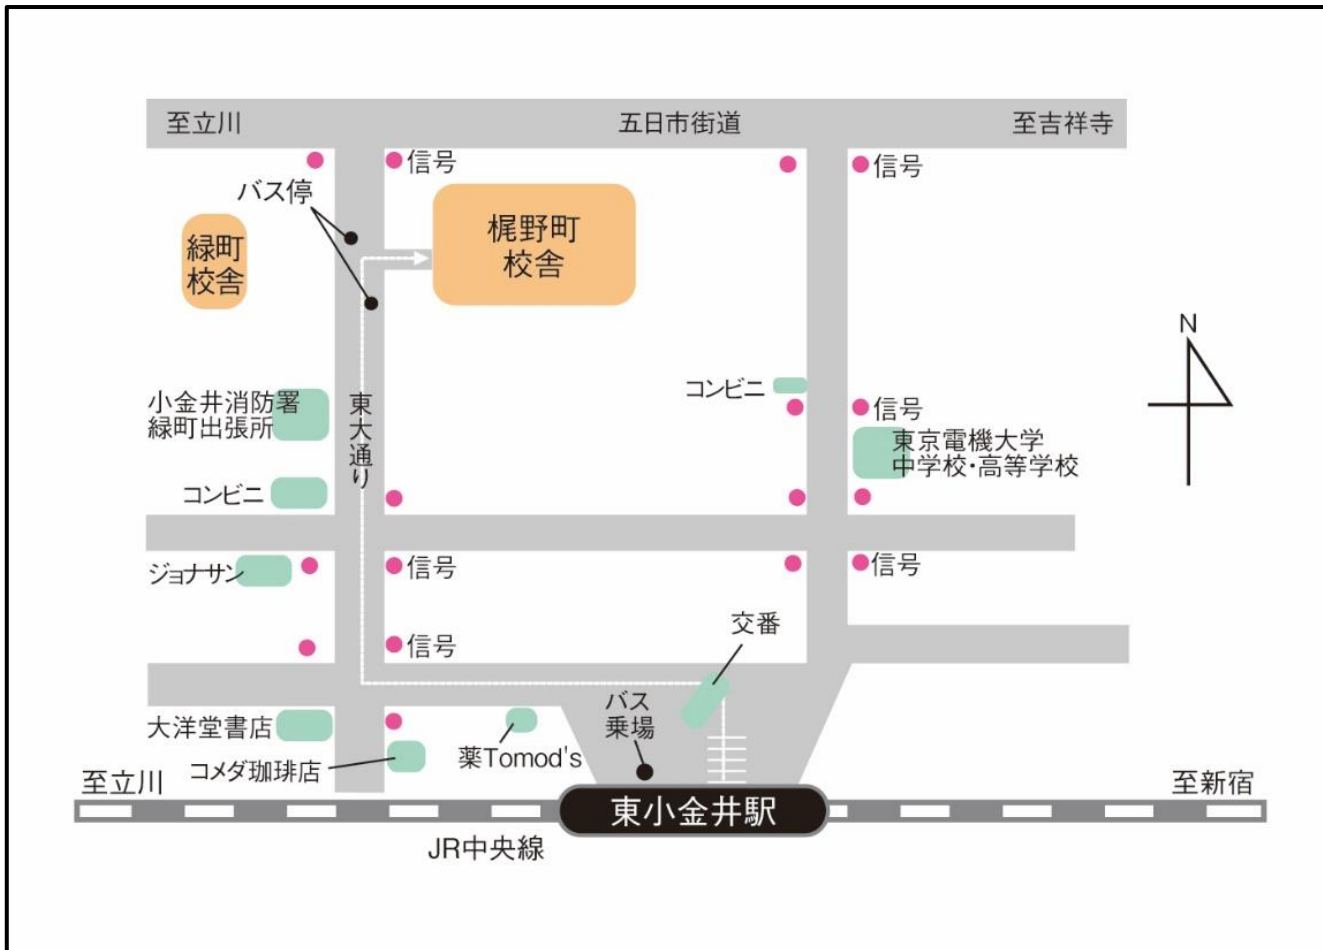 至立川
五日市街道
至吉祥寺
信号
信号
バス停
緑町
校舎
梶野町
校舎
N
コンビニ
小金井消防署
緑町出張所
東大通り
信号
東京電機大学
中学校・高等学校
コンビニ
ジョナサン
信号
信号
信号
交番
バス
乗場
大洋堂書店
コメダ珈琲店
薬Tomod's
至立川
東小金井駅
至新宿
JR中央線